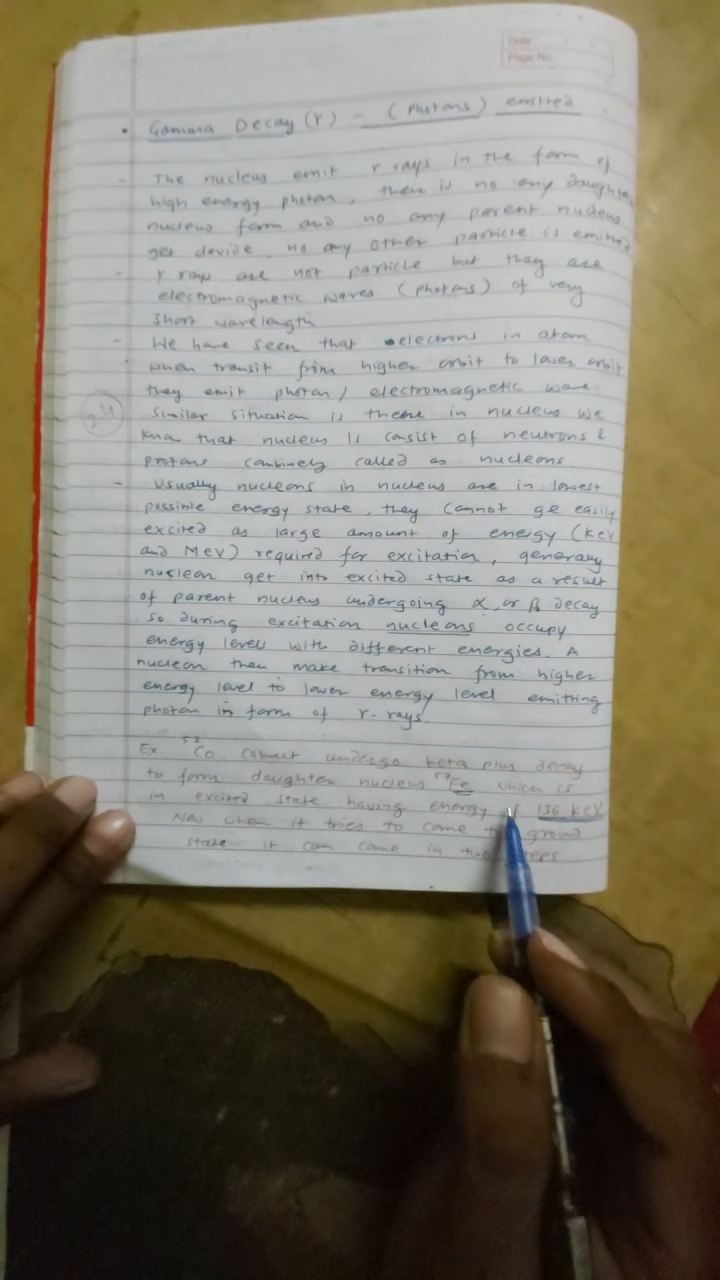 Date :
Page No
• Gamma Decay (γ) - (Photons) emitted
- The nucleus emit γ rays in the form of
high energy photon, then is no any daughter
nucleus form and no any parent nucleus
get devide, no any other particle is emitted
- γ rays are not particle but they are
electromagnetic waves (photons) of very
short wavelength
- We have seen that electrons in atom
when transit from higher orbit to lower orbit
they emit photon / electromagnetic wave
24
similar situation is there in nucleus we
know that nucleus is consist of neutrons &
protons called as nucleons
- Usually nucleons in nucleus are in lowest
possible energy state, they cannot ge easily
excited as large amount of energy (KeV
and MeV) required for excitation, generally
nuclean get into excited state as a result
of parent nucleus undergoing α, or β decay
so during excitation nucleons occupy
energy levels with different energies. A
nuclean then make transition from higher
energy level to lower energy level emitting
photon in form of γ-rays
Ex Co undergo beta plus decay
to form daughter nucleus ⁵⁷Fe which is
in excited state having energy of 136 KeV
Now when it tries to come
state it can come in